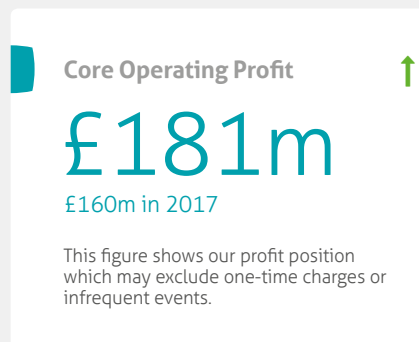 Core Operating Profit
£181m
£160m in 2017
This figure shows our profit position
which may exclude one-time charges or
infrequent events.